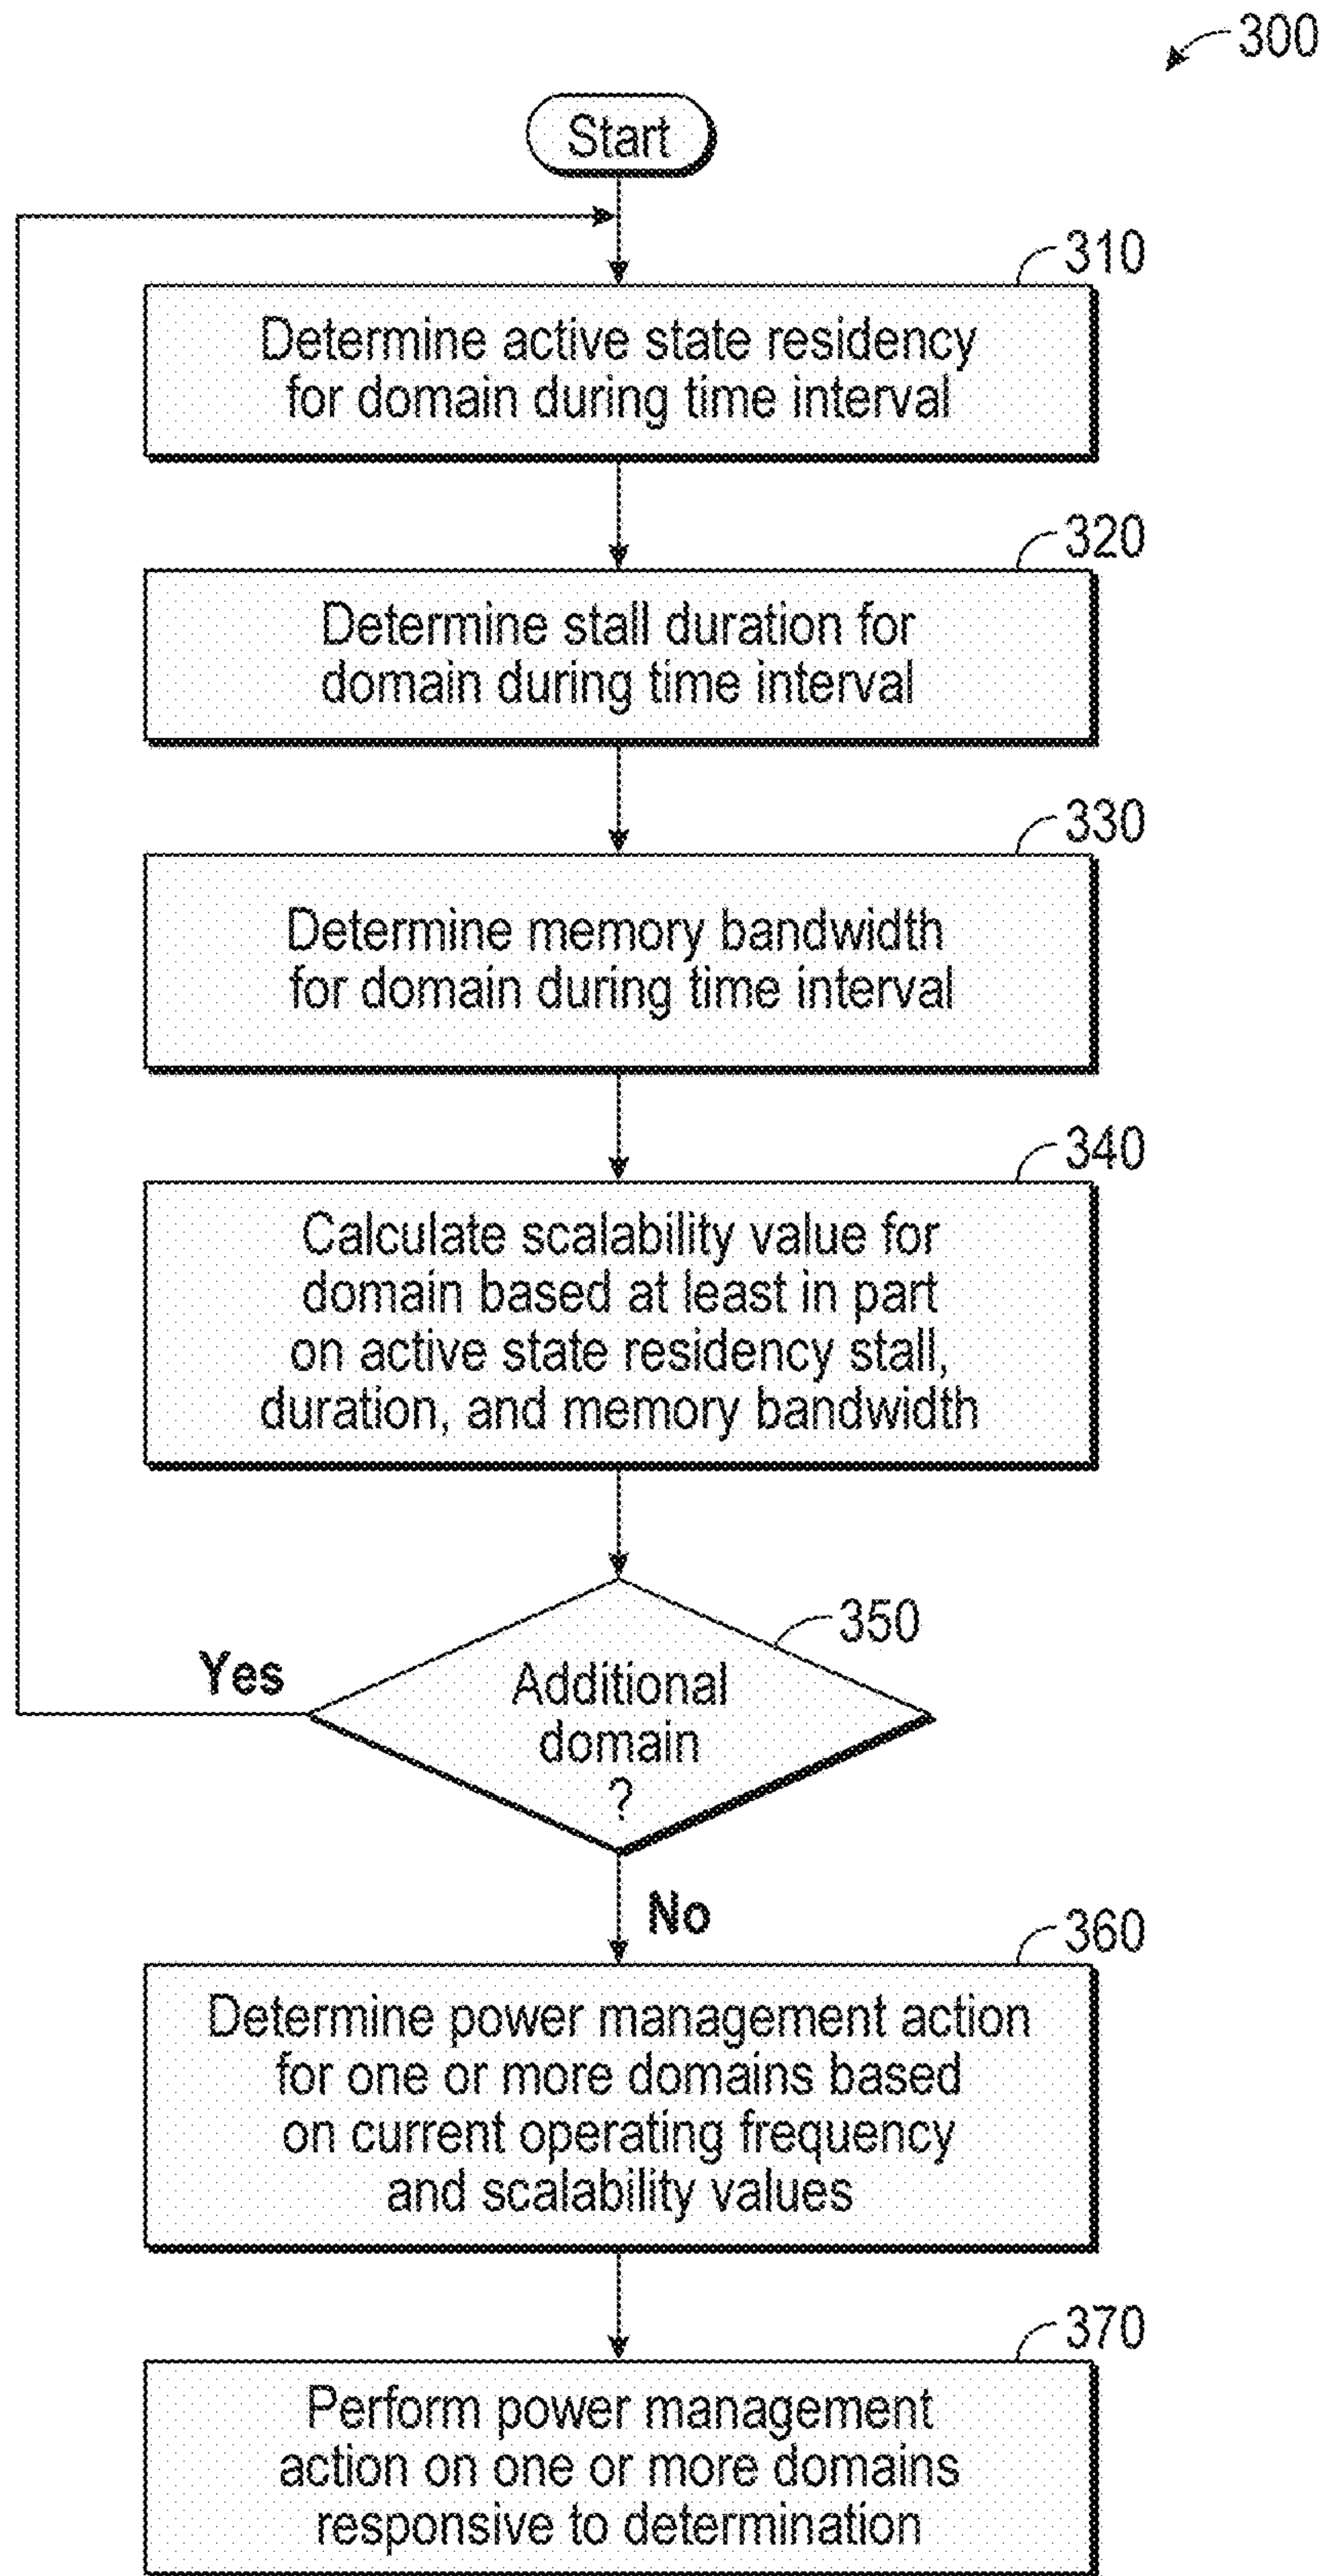 300
Start
310
Determine active state residency
for domain during time interval
320
Determine stall duration for
domain during time interval
330
Determine memory bandwidth
for domain during time interval
340
Calculate scalability value for
domain based at least in part
on active state residency stall,
duration, and memory bandwidth
350
Yes
Additional
domain
?
No
360
Determine power management action
for one or more domains based
on current operating frequency
and scalability values
370
Perform power management
action on one or more domains
responsive to determination